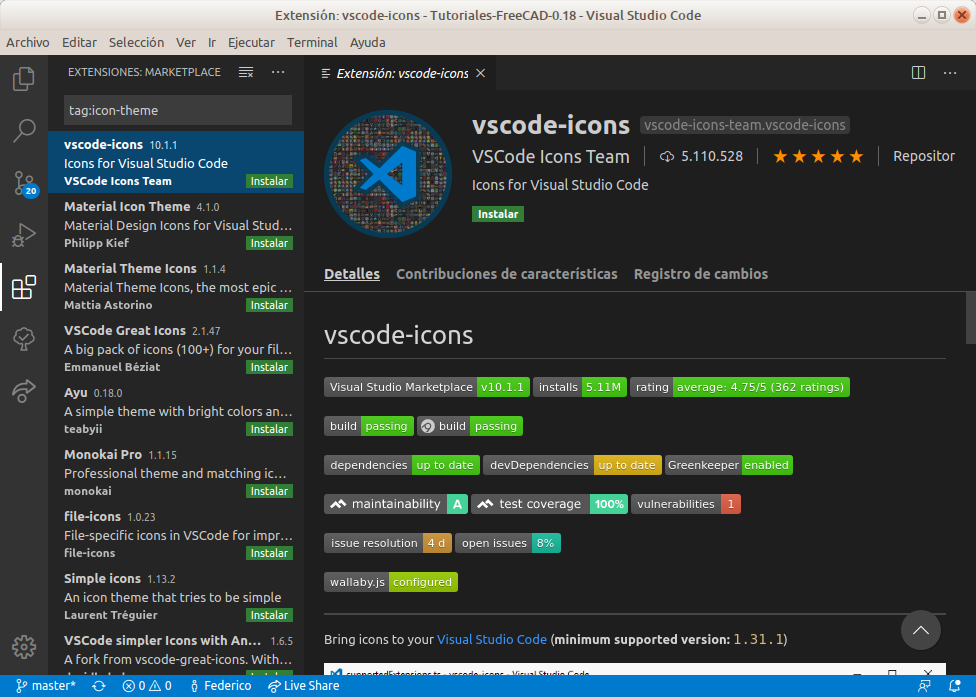 Extensión: vscode-icons - Tutoriales-FreeCAD-0.18 - Visual Studio Code
Archivo Editar Selección Ver Ir Ejecutar Terminal Ayuda
EXTENSIONES: MARKETPLACE
tag:icon-theme
vscode-icons 10.1.1
Icons for Visual Studio Code
VSCode Icons Team Instalar
Material Icon Theme 4.1.0
Material Design Icons for Visual Stud...
Philipp Kief Instalar
Material Theme Icons 1.1.4
Material Theme Icons, the most epic ...
Mattia Astorino Instalar
VSCode Great Icons 2.1.47
A big pack of icons (100+) for your fil...
Emmanuel Béziat Instalar
Ayu 0.18.0
A simple theme with bright colors an...
teabyii Instalar
Monokai Pro 1.1.15
Professional theme and matching ic...
monokai Instalar
file-icons 1.0.23
File-specific icons in VSCode for impr...
file-icons Instalar
Simple icons 1.13.2
An icon theme that tries to be simple
Laurent Tréguier Instalar
VSCode simpler Icons with An... 1.6.5
A fork from vscode-great-icons. With...
Extensión: vscode-icons
vscode-icons vscode-icons-team.vscode-icons
VSCode Icons Team 5.110.528 Repositor
Icons for Visual Studio Code
Instalar
Detalles Contribuciones de características Registro de cambios
vscode-icons
Visual Studio Marketplace v10.1.1 installs 5.11M rating average: 4.75/5 (362 ratings)
build passing build passing
dependencies up to date devDependencies up to date Greenkeeper enabled
maintainability A test coverage 100% vulnerabilities 1
issue resolution 4 d open issues 8%
wallaby.js configured
Bring icons to your Visual Studio Code (minimum supported version: 1.31.1)
supportedExtensions.ts - vscode-icons - Visual Studio Code
20
master* 0 0 Federico Live Share